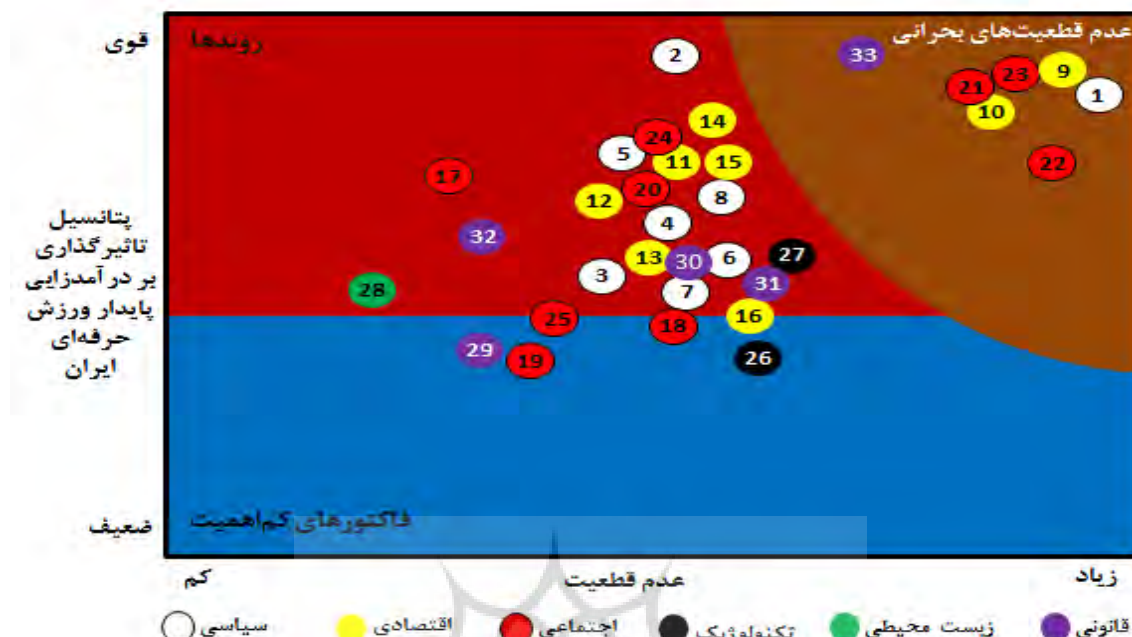 عدم قطعیت‌های بحرانی
روندها
قوی
2
33
23
9
21
1
10
14
24
5
11
15
22
17
20
12
8
4
32
13
30
6
27
3
7
31
28
25
18
16
29
19
26
پتانسیل
تاثیرگذاری
بر درآمدزایی
پایدار ورزش
حرفه‌ای
ایران
فاکتورهای کم‌اهمیت
ضعیف
کم
عدم قطعیت
زیاد
قانونی
زیست محیطی
تکنولوژیک
اجتماعی
اقتصادی
سیاسی